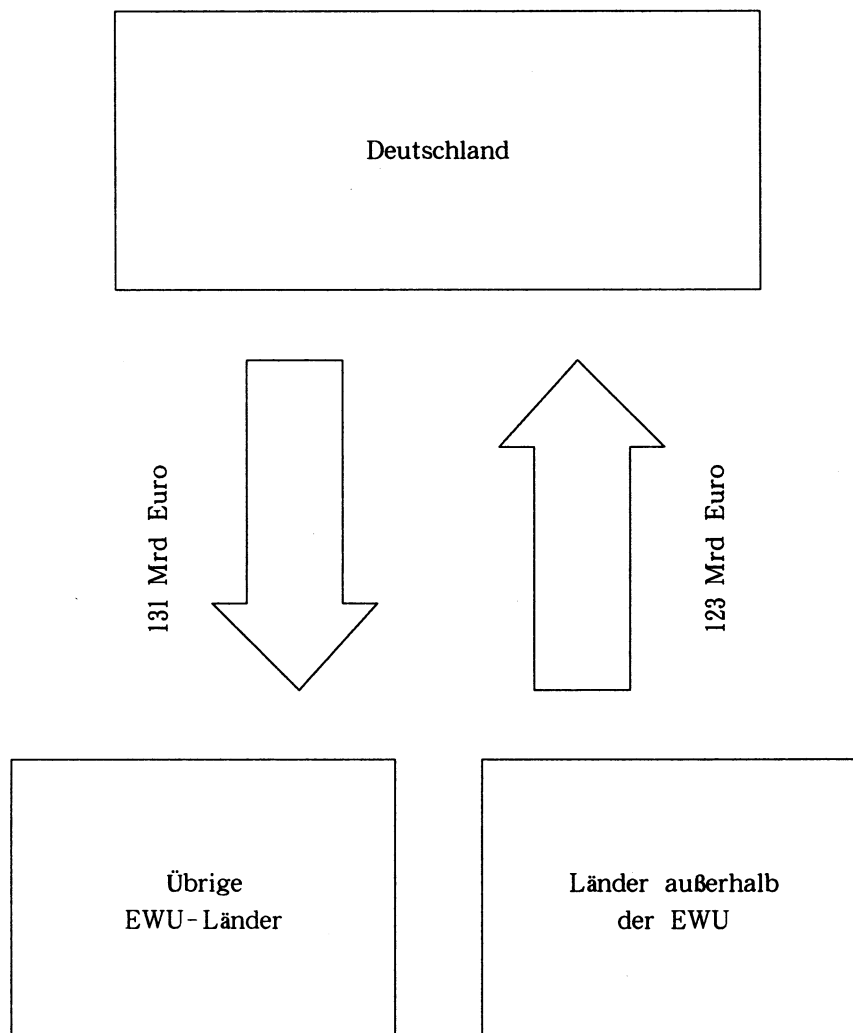 Deutschland
131 Mrd Euro
123 Mrd Euro
Übrige
EWU-Länder
Länder außerhalb
der EWU